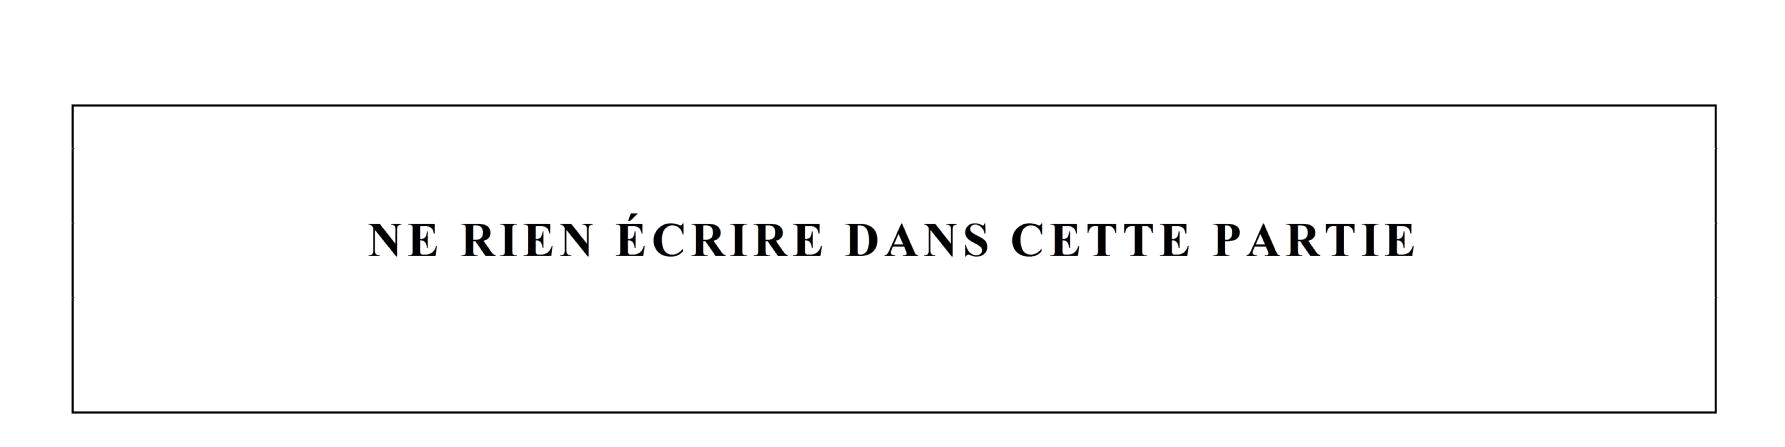 NE RIEN ÉCRIRE DANS CETTE PARTIE